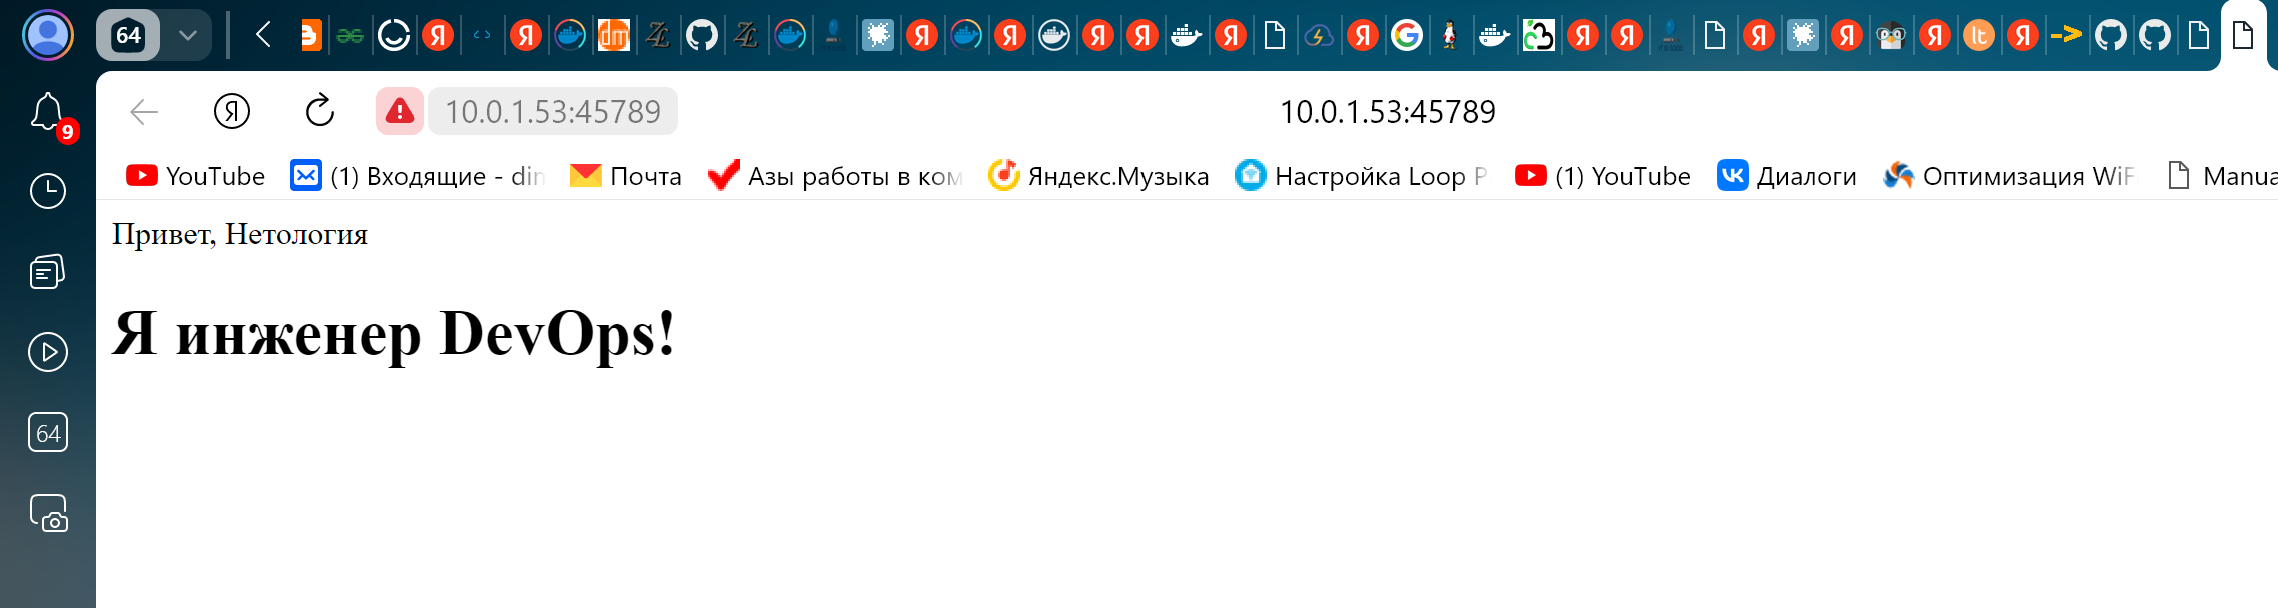 64
9
10.0.1.53:45789 10.0.1.53:45789
YouTube (1) Входящие - din Почта Азы работы в ком Яндекс.Музыка Настройка Loop P (1) YouTube Диалоги Оптимизация WiF Manua
Привет, Нетология
Я инженер DevOps!
64